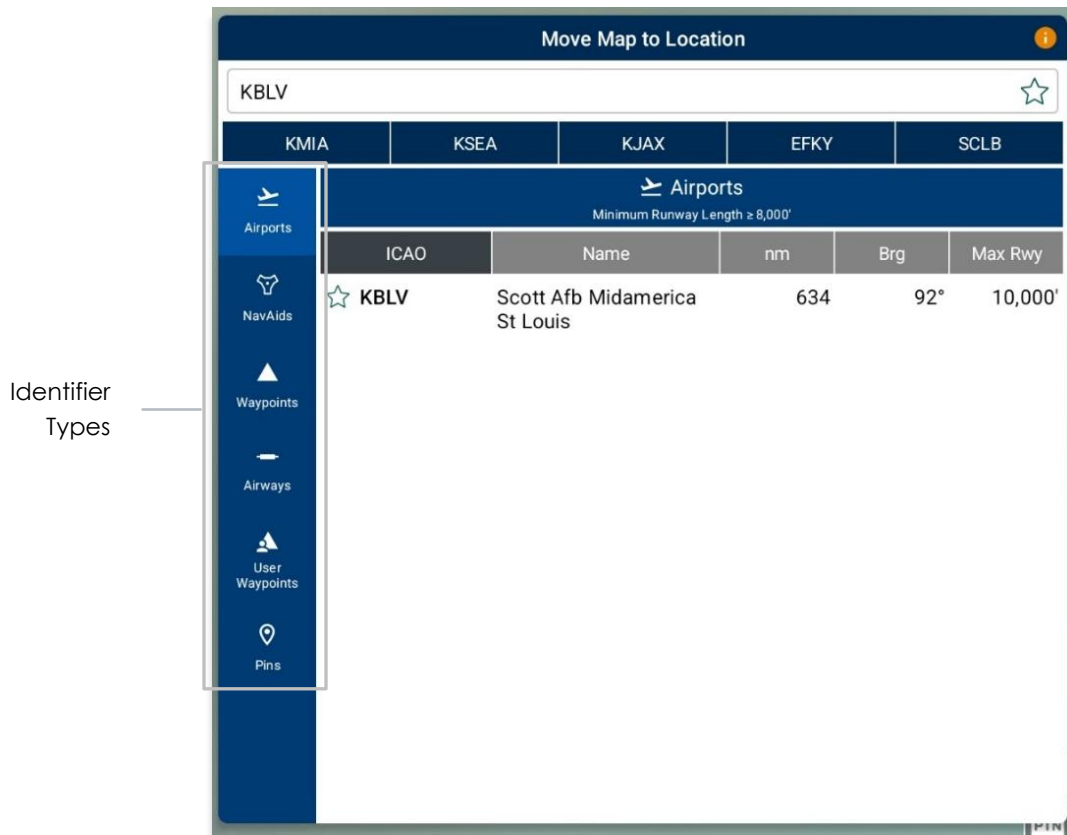 Move Map to Location
KBLV
KMIA KSEA KJAX EFKY SCLB
Airports
Airports
Minimum Runway Length ≥ 8,000'
ICAO Name nm Brg Max Rwy
KBLV Scott Afb Midamerica 634 92° 10,000'
St Louis
NavAids
Waypoints
Airways
User
Waypoints
Pins
Identifier
Types
PIN